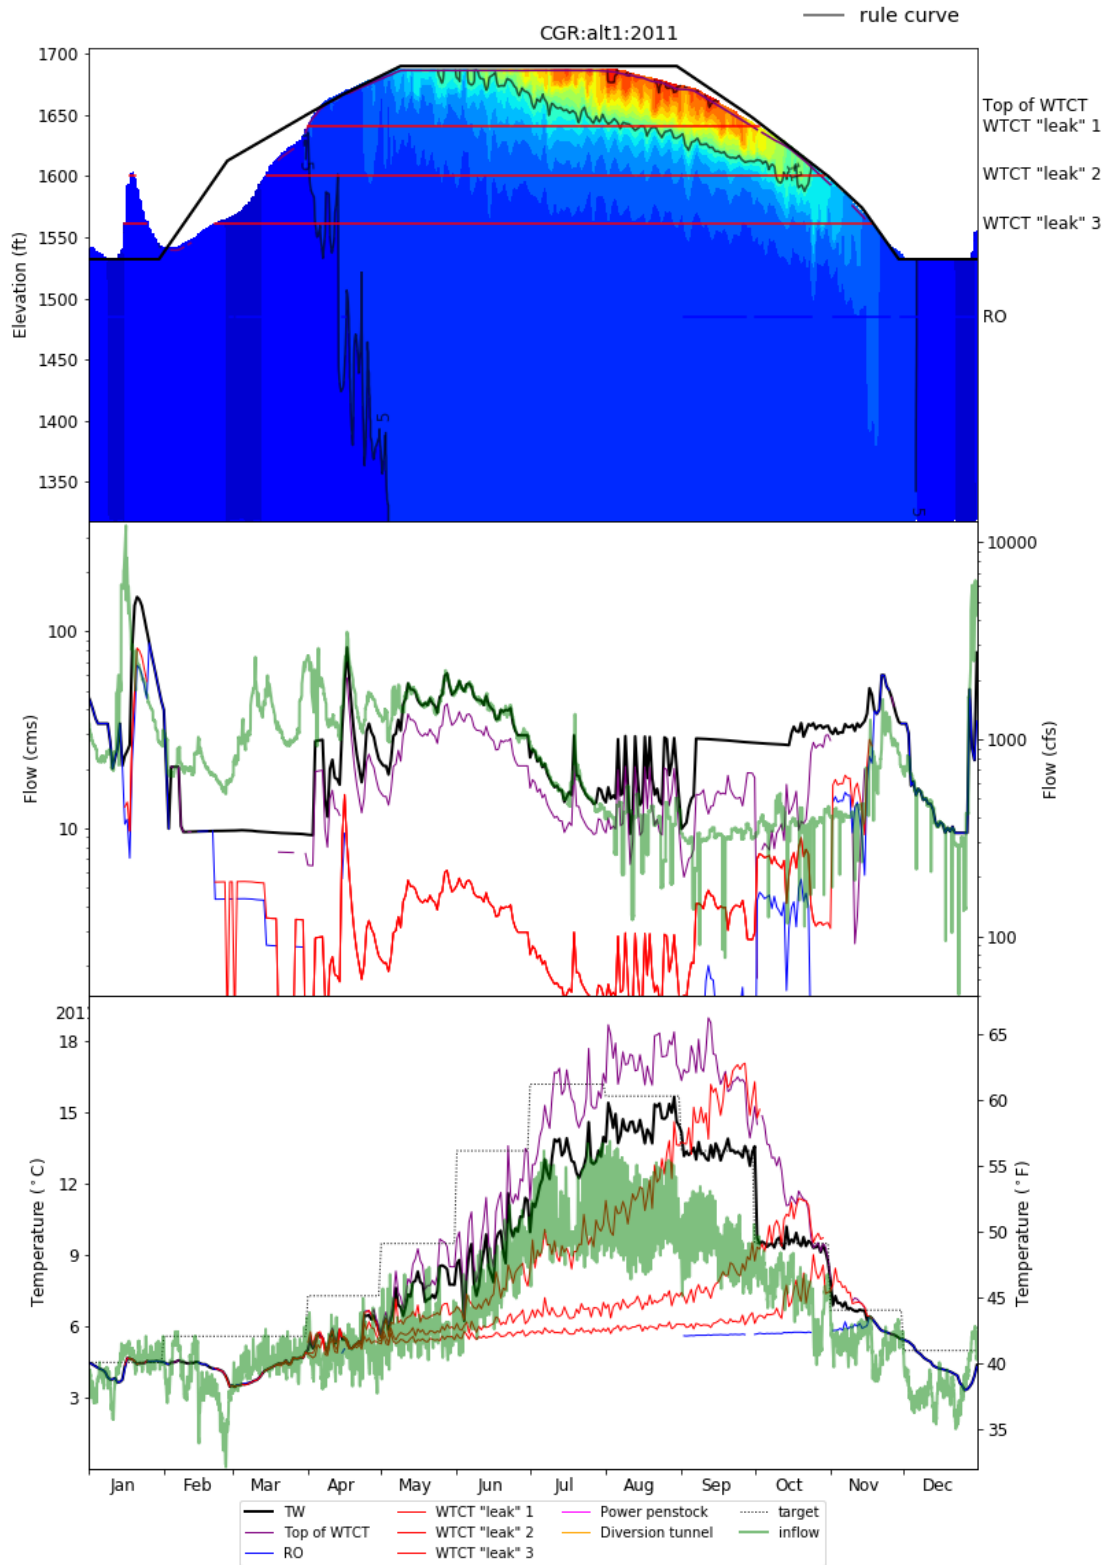 rule curve
CGR:alt1:2011
1700
1650
1600
1550
1500
1450
1400
1350
Elevation (ft)
Top of WTCT
WTCT "leak" 1
WTCT "leak" 2
WTCT "leak" 3
RO
5
5
5
100
10
Flow (cms)
10000
1000
100
Flow (cfs)
201
18
15
12
9
6
3
Temperature (°C)
65
60
55
50
45
40
35
Temperature (°F)
Jan Feb Mar Apr May Jun Jul Aug Sep Oct Nov Dec
TW WTCT "leak" 1 Power penstock target
Top of WTCT WTCT "leak" 2 Diversion tunnel inflow
RO WTCT "leak" 3